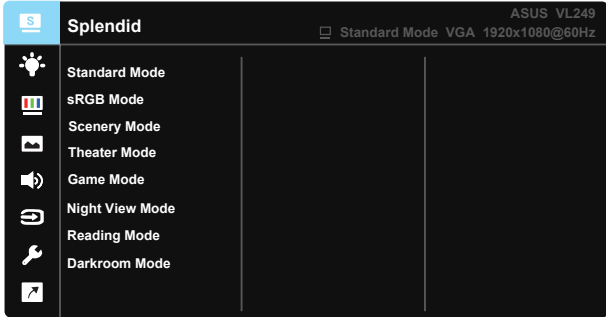 S
Splendid
ASUS VL249
Standard Mode VGA 1920x1080@60Hz
Standard Mode
sRGB Mode
Scenery Mode
Theater Mode
Game Mode
Night View Mode
Reading Mode
Darkroom Mode